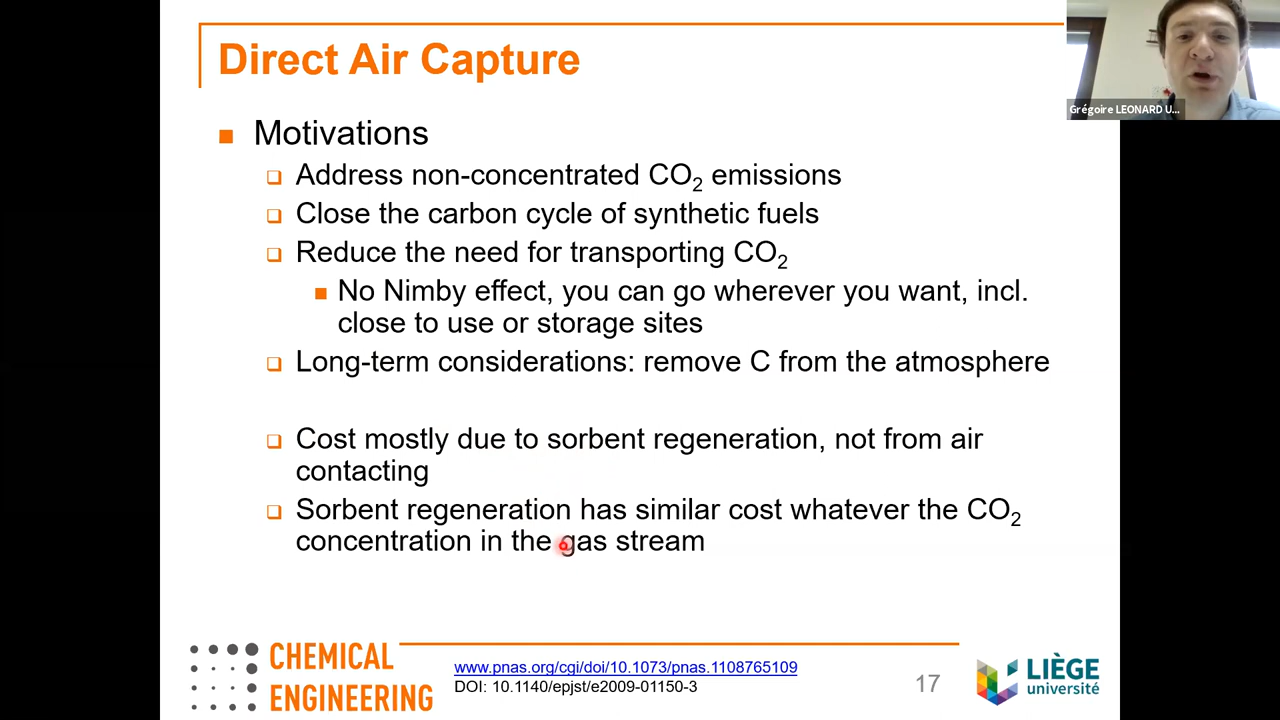 Direct Air Capture
Grégoire LEONARD U...
Motivations
Address non-concentrated CO2 emissions
Close the carbon cycle of synthetic fuels
Reduce the need for transporting CO2
No Nimby effect, you can go wherever you want, incl.
close to use or storage sites
Long-term considerations: remove C from the atmosphere
Cost mostly due to sorbent regeneration, not from air
contacting
Sorbent regeneration has similar cost whatever the CO2
concentration in the gas stream
CHEMICAL
ENGINEERING
www.pnas.org/cgi/doi/10.1073/pnas.1108765109
DOI: 10.1140/epjst/e2009-01150-3
17
LIÈGE
université